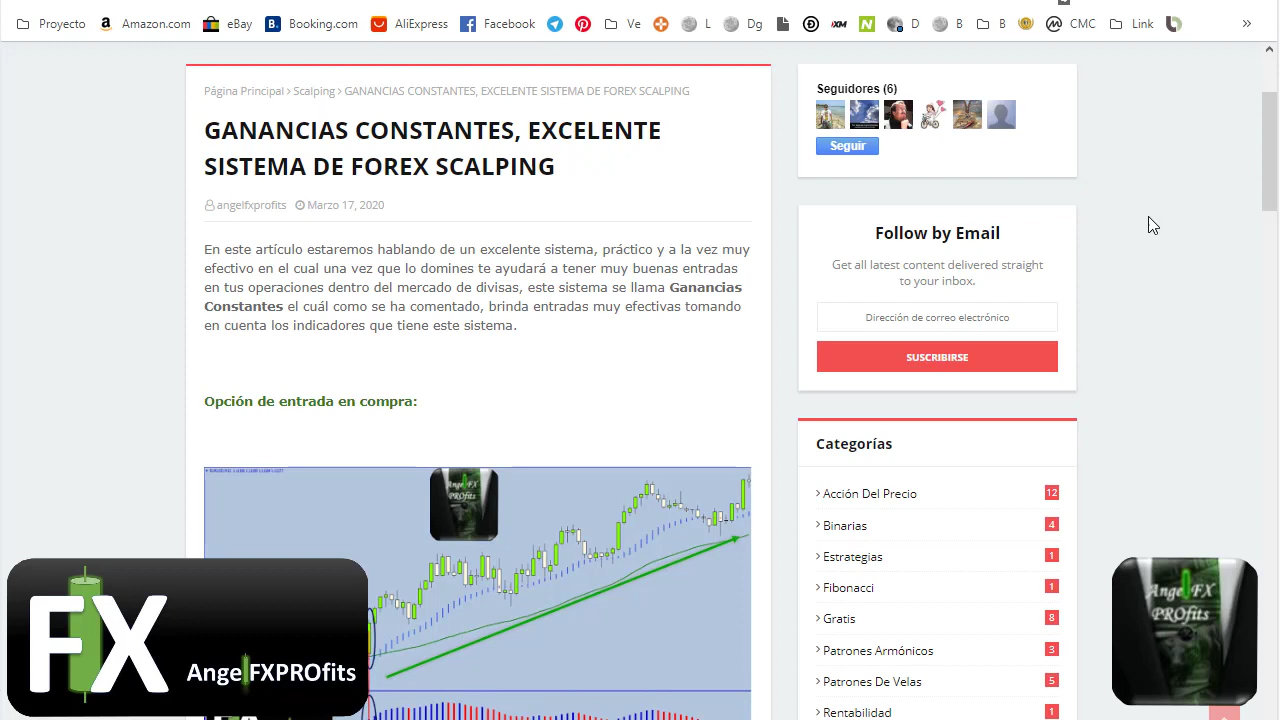 Proyecto Amazon.com eBay Booking.com AliExpress Facebook Ve L Dg IXM N D B B CMC Link »
Página Principal › Scalping › GANANCIAS CONSTANTES, EXCELENTE SISTEMA DE FOREX SCALPING
GANANCIAS CONSTANTES, EXCELENTE
SISTEMA DE FOREX SCALPING
angelfxprofits Marzo 17, 2020
En este artículo estaremos hablando de un excelente sistema, práctico y a la vez muy
efectivo en el cual una vez que lo domines te ayudará a tener muy buenas entradas
en tus operaciones dentro del mercado de divisas, este sistema se llama Ganancias
Constantes el cuál como se ha comentado, brinda entradas muy efectivas tomando
en cuenta los indicadores que tiene este sistema.
Opción de entrada en compra:
Seguidores (6)
Seguir
Follow by Email
Get all latest content delivered straight
to your inbox.
Dirección de correo electrónico
SUSCRIBIRSE
Categorías
› Acción Del Precio 12
› Binarias 4
› Estrategias 1
› Fibonacci 1
› Gratis 8
› Patrones Armónicos 3
› Patrones De Velas 5
› Rentabilidad 1
FX
Angel FXPROfits
Angel FX
PROfits